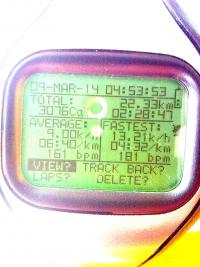 09-MAR-14 04:53:53
TOTAL: 22.33km
3076Ca 02:28:47
AVERAGE: FASTEST:
9.00k/h 13.21k/h
06:40/km 04:32/km
161 bpm 181 bpm
VIEW? TRACK BACK?
LAPS? DELETE?